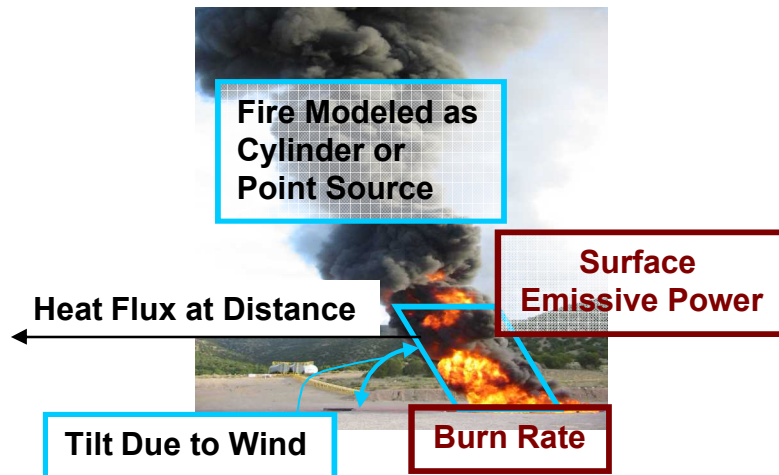 Fire Modeled as
Cylinder or
Point Source
Surface
Emissive Power
Heat Flux at Distance
Tilt Due to Wind
Burn Rate